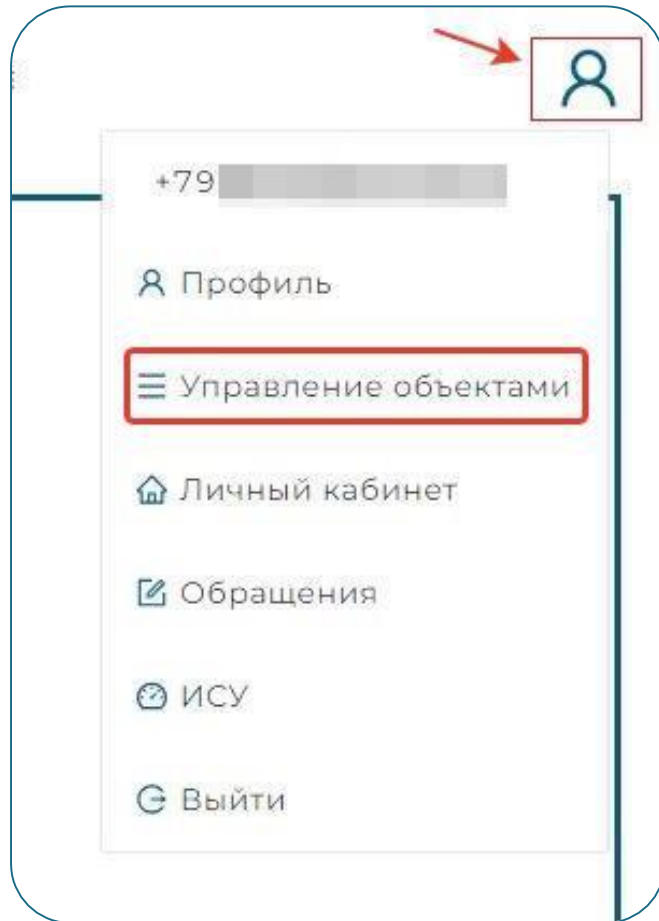 +79
Профиль
Управление объектами
Личный кабинет
Обращения
ИСУ
Выйти